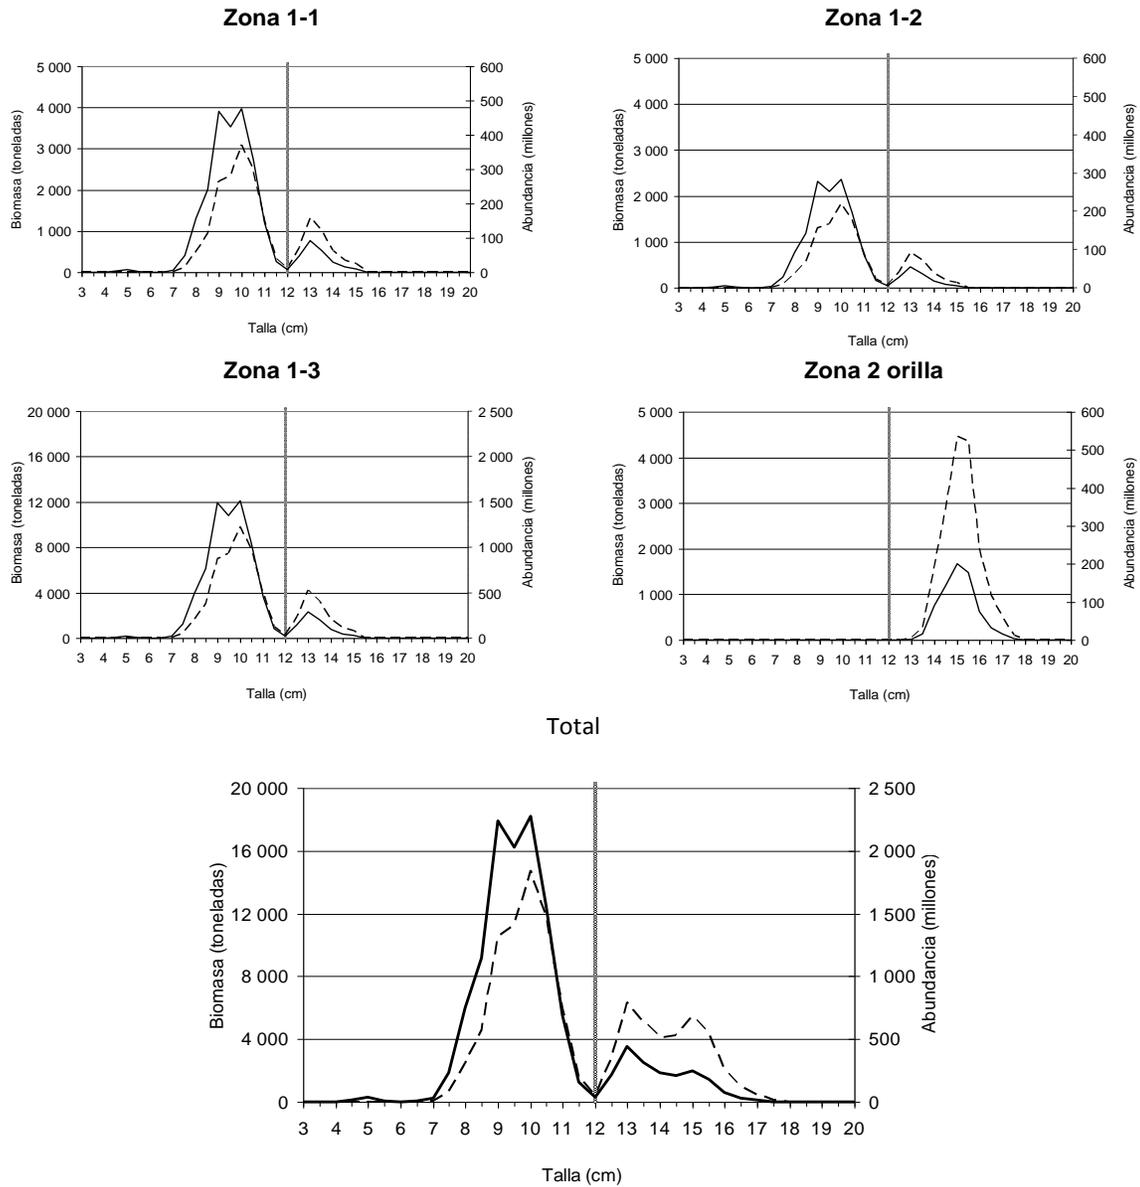 Zona 1-1
Biomasa (toneladas)
5 000
4 000
3 000
2 000
1 000
0
600
500
400
300
200
100
0
Abundancia (millones)
3 4 5 6 7 8 9 10 11 12 13 14 15 16 17 18 19 20
Talla (cm)
Zona 1-2
Biomasa (toneladas)
5 000
4 000
3 000
2 000
1 000
0
600
500
400
300
200
100
0
Abundancia (millones)
3 4 5 6 7 8 9 10 11 12 13 14 15 16 17 18 19 20
Talla (cm)
Zona 1-3
Biomasa (toneladas)
20 000
16 000
12 000
8 000
4 000
0
2 500
2 000
1 500
1 000
500
0
Abundancia (millones)
3 4 5 6 7 8 9 10 11 12 13 14 15 16 17 18 19 20
Talla (cm)
Zona 2 orilla
Biomasa (toneladas)
5 000
4 000
3 000
2 000
1 000
0
600
500
400
300
200
100
0
Abundancia (millones)
3 4 5 6 7 8 9 10 11 12 13 14 15 16 17 18 19 20
Talla (cm)
Total
Biomasa (toneladas)
20 000
16 000
12 000
8 000
4 000
0
2 500
2 000
1 500
1 000
500
0
Abundancia (millones)
3 4 5 6 7 8 9 10 11 12 13 14 15 16 17 18 19 20
Talla (cm)